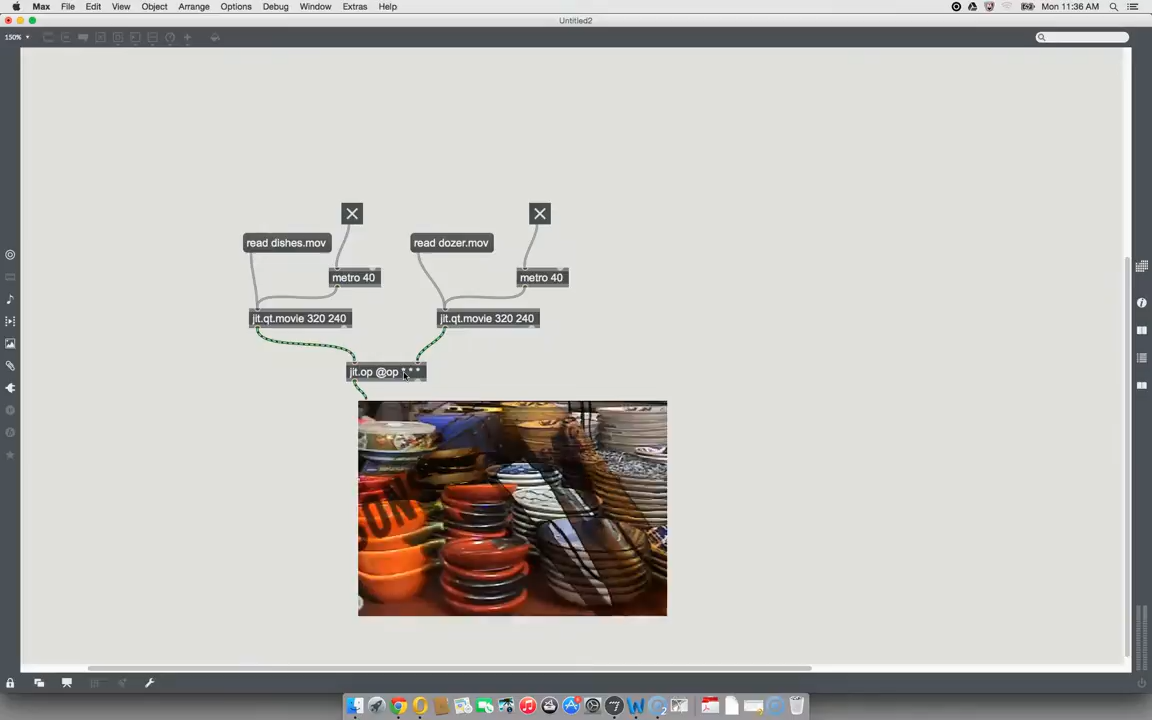 Max File Edit View Object Arrange Options Debug Window Extras Help Mon 11:36 AM
Untitled2
150%
read dishes.mov read dozer.mov
metro 40 metro 40
jit.qt.movie 320 240 jit.qt.movie 320 240
jit.op @op * * *
SONG